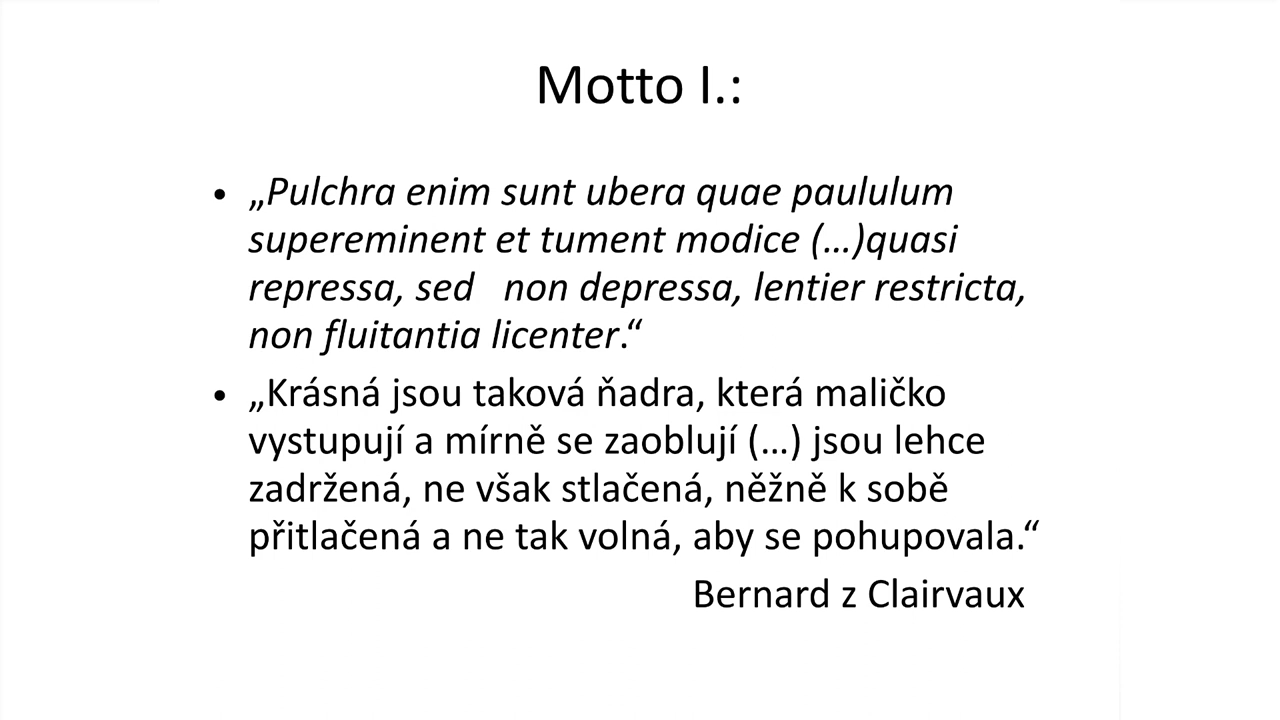 Motto I.:
• „Pulchra enim sunt ubera quae paululum
supereminent et tument modice (…)quasi
repressa, sed   non depressa, lentier restricta,
non fluitantia licenter.“
• „Krásná jsou taková ňadra, která maličko
vystupují a mírně se zaoblují (…) jsou lehce
zadržená, ne však stlačená, něžně k sobě
přitlačená a ne tak volná, aby se pohupovala.“
Bernard z Clairvaux